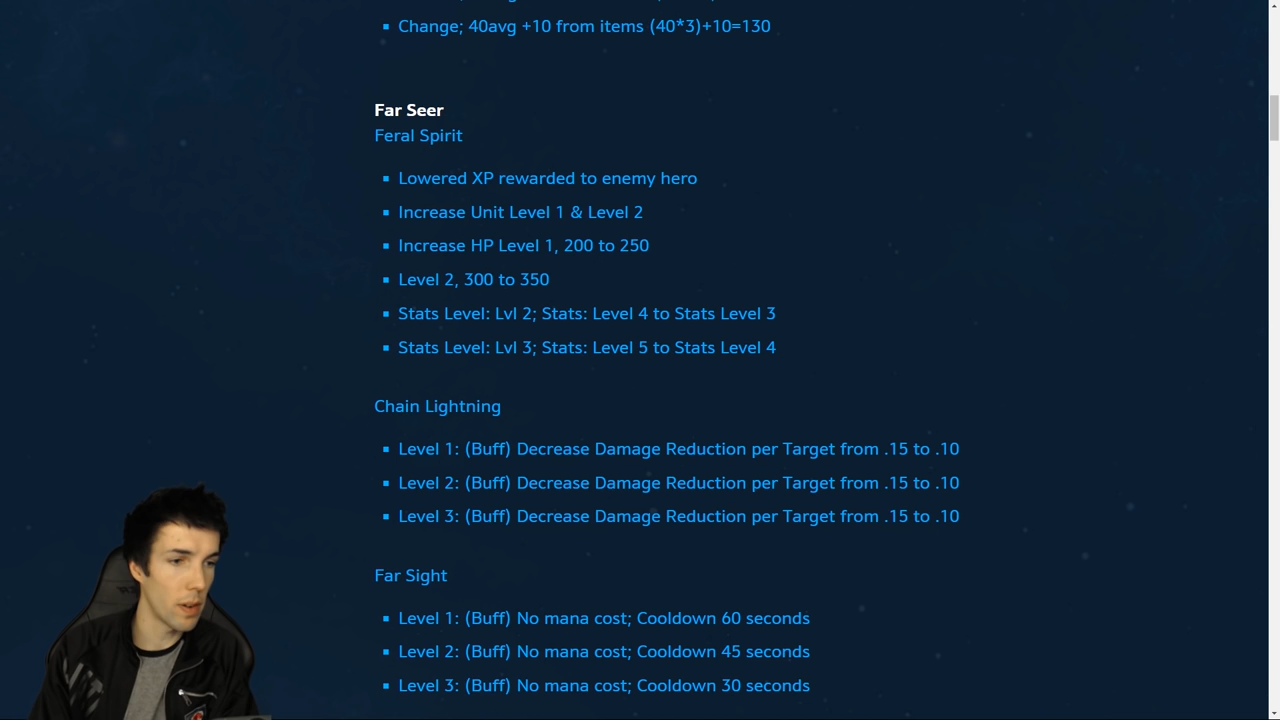 Change; 40avg +10 from items (40*3)+10=130
Far Seer
Feral Spirit
Lowered XP rewarded to enemy hero
Increase Unit Level 1 & Level 2
Increase HP Level 1, 200 to 250
Level 2, 300 to 350
Stats Level: Lvl 2; Stats: Level 4 to Stats Level 3
Stats Level: Lvl 3; Stats: Level 5 to Stats Level 4
Chain Lightning
Level 1: (Buff) Decrease Damage Reduction per Target from .15 to .10
Level 2: (Buff) Decrease Damage Reduction per Target from .15 to .10
Level 3: (Buff) Decrease Damage Reduction per Target from .15 to .10
Far Sight
Level 1: (Buff) No mana cost; Cooldown 60 seconds
Level 2: (Buff) No mana cost; Cooldown 45 seconds
Level 3: (Buff) No mana cost; Cooldown 30 seconds